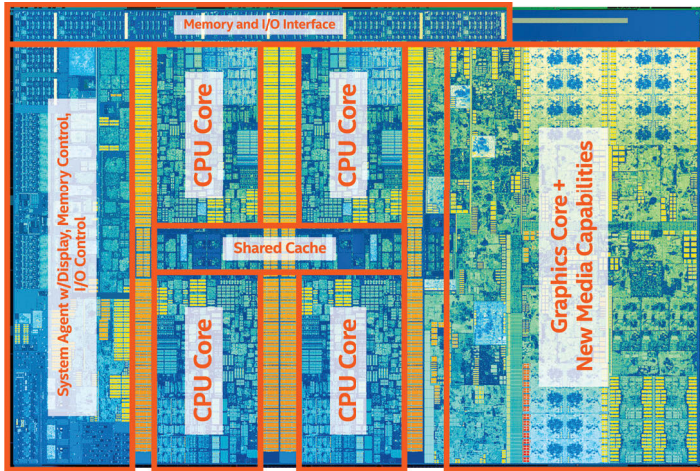 Memory and I/O Interface
System Agent w/Display, Memory Control,
I/O Control
CPU Core
CPU Core
Shared Cache
CPU Core
CPU Core
Graphics Core +
New Media Capabilities